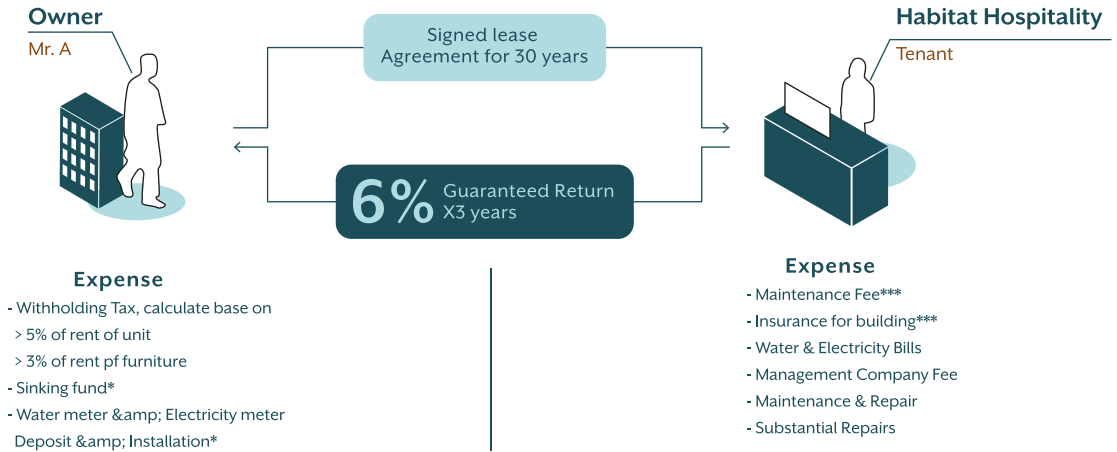 Owner
Mr. A
Signed lease
Agreement for 30 years
Habitat Hospitality
Tenant
6% Guaranteed Return
X3 years
Expense
- Withholding Tax, calculate base on
> 5% of rent of unit
> 3% of rent pf furniture
- Sinking fund*
- Water meter &amp; Electricity meter
Deposit &amp; Installation*
Expense
- Maintenance Fee***
- Insurance for building***
- Water & Electricity Bills
- Management Company Fee
- Maintenance & Repair
- Substantial Repairs